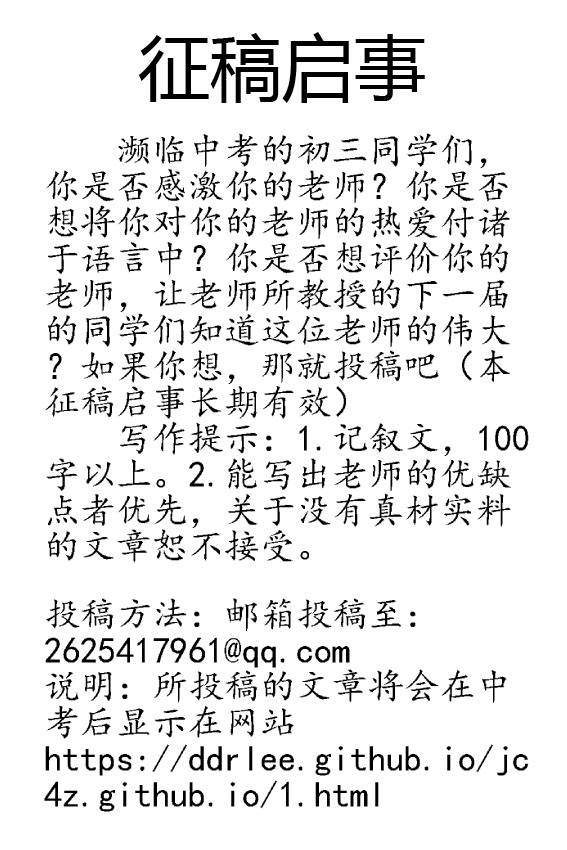 征稿启事
濒临中考的初三同学们，
你是否感激你的老师？你是否
想将你对你的老师的热爱付诸
于语言中？你是否想评价你的
老师，让老师所教授的下一届
的同学们知道这位老师的伟大
？如果你想，那就投稿吧（本
征稿启事长期有效）
写作提示：1.记叙文，100
字以上。2.能写出老师的优缺
点者优先，关于没有真材实料
的文章恕不接受。
投稿方法：邮箱投稿至：
2625417961@qq.com
说明：所投稿的文章将会在中
考后显示在网站
https://ddrlee.github.io/jc
4z.github.io/1.html